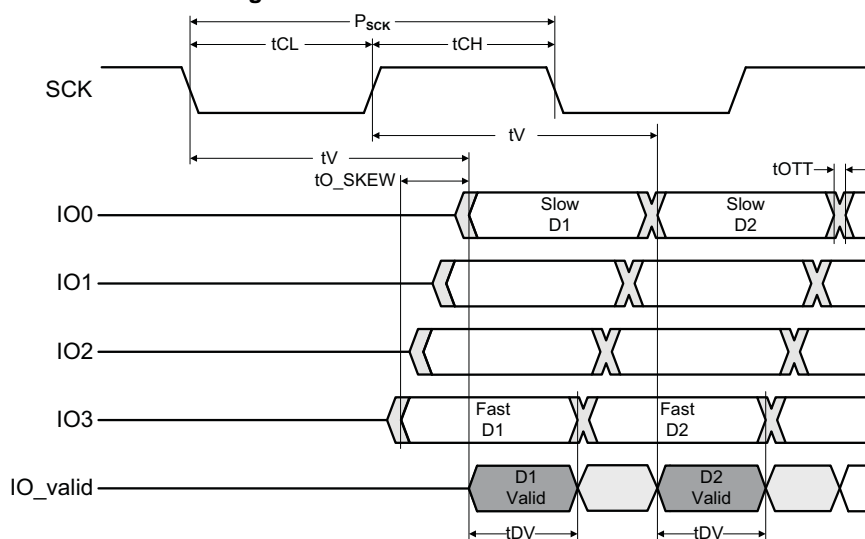 P_SCK
tCL tCH
SCK
tV
tV
tO_SKEW
tOTT
IO0 Slow D1 Slow D2
IO1
IO2
IO3 Fast D1 Fast D2
IO_valid D1 Valid D2 Valid
tDV tDV